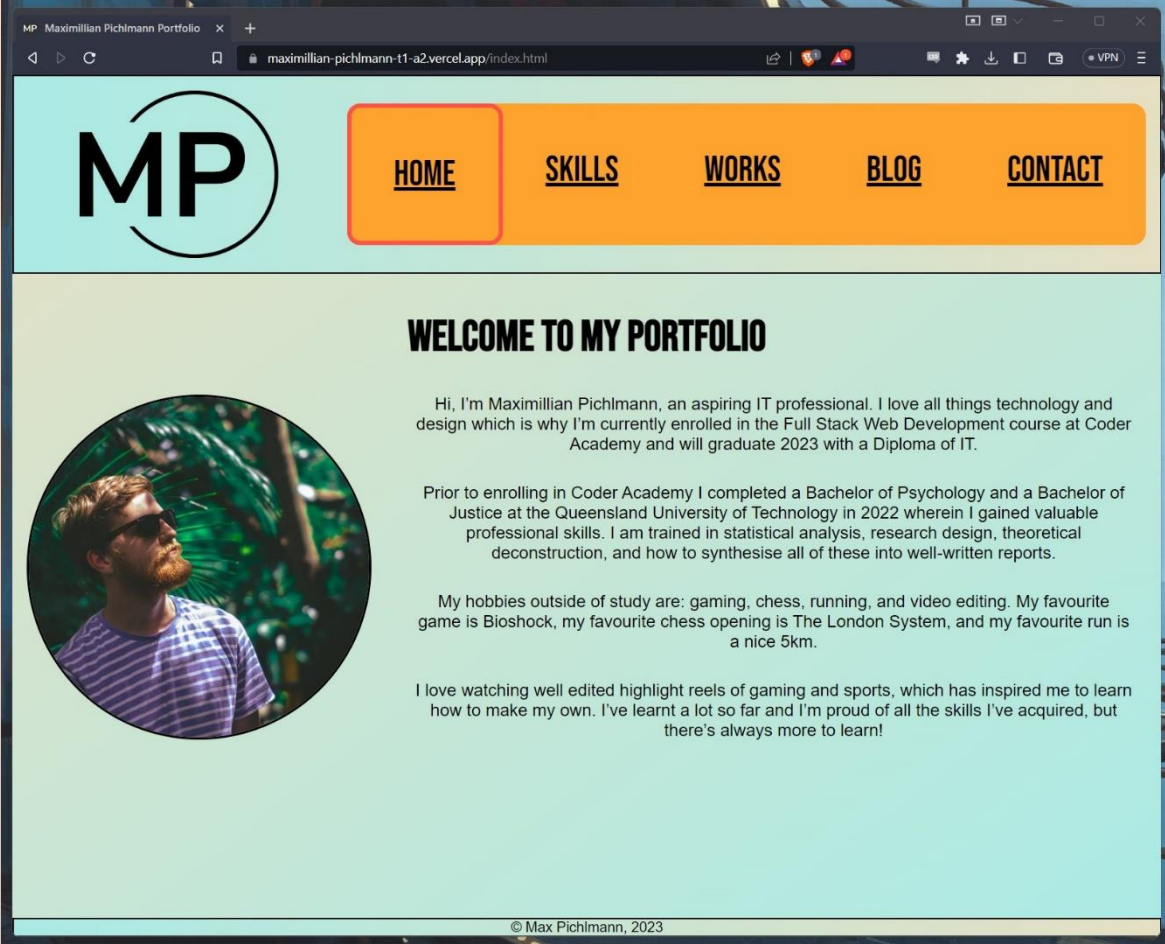 MP Maximillian Pichlmann Portfolio
maximillian-pichlmann-t1-a2.vercel.app/index.html
VPN
MP
HOME SKILLS WORKS BLOG CONTACT
WELCOME TO MY PORTFOLIO
Hi, I’m Maximillian Pichlmann, an aspiring IT professional. I love all things technology and
design which is why I’m currently enrolled in the Full Stack Web Development course at Coder
Academy and will graduate 2023 with a Diploma of IT.
Prior to enrolling in Coder Academy I completed a Bachelor of Psychology and a Bachelor of
Justice at the Queensland University of Technology in 2022 wherein I gained valuable
professional skills. I am trained in statistical analysis, research design, theoretical
deconstruction, and how to synthesise all of these into well-written reports.
My hobbies outside of study are: gaming, chess, running, and video editing. My favourite
game is Bioshock, my favourite chess opening is The London System, and my favourite run is
a nice 5km.
I love watching well edited highlight reels of gaming and sports, which has inspired me to learn
how to make my own. I’ve learnt a lot so far and I’m proud of all the skills I’ve acquired, but
there’s always more to learn!
© Max Pichlmann, 2023